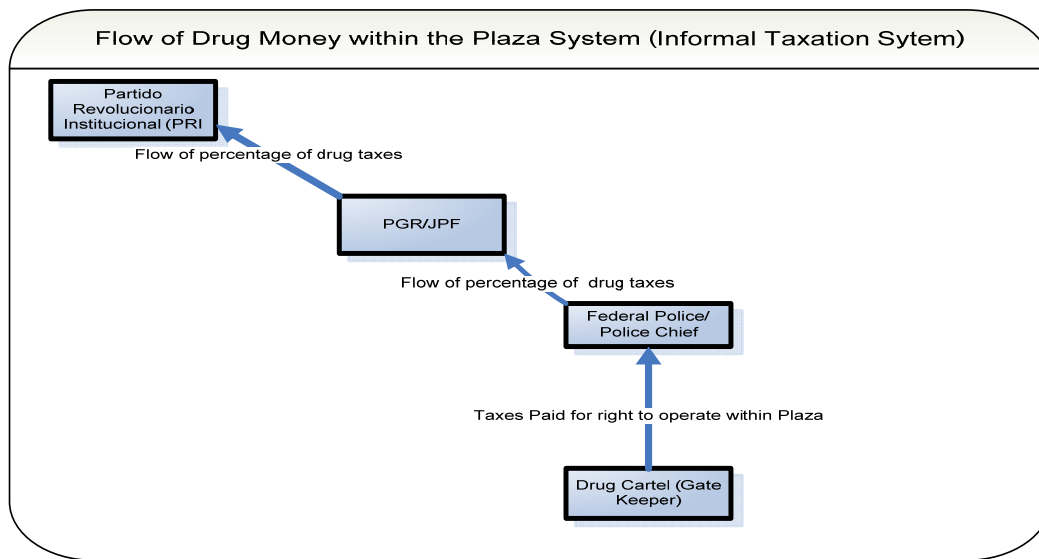 Flow of Drug Money within the Plaza System (Informal Taxation Sytem)
Partido
Revolucionario
Institucional (PRI
Flow of percentage of drug taxes
PGR/JPF
Flow of percentage of  drug taxes
Federal Police/
Police Chief
Taxes Paid for right to operate within Plaza
Drug Cartel (Gate
Keeper)